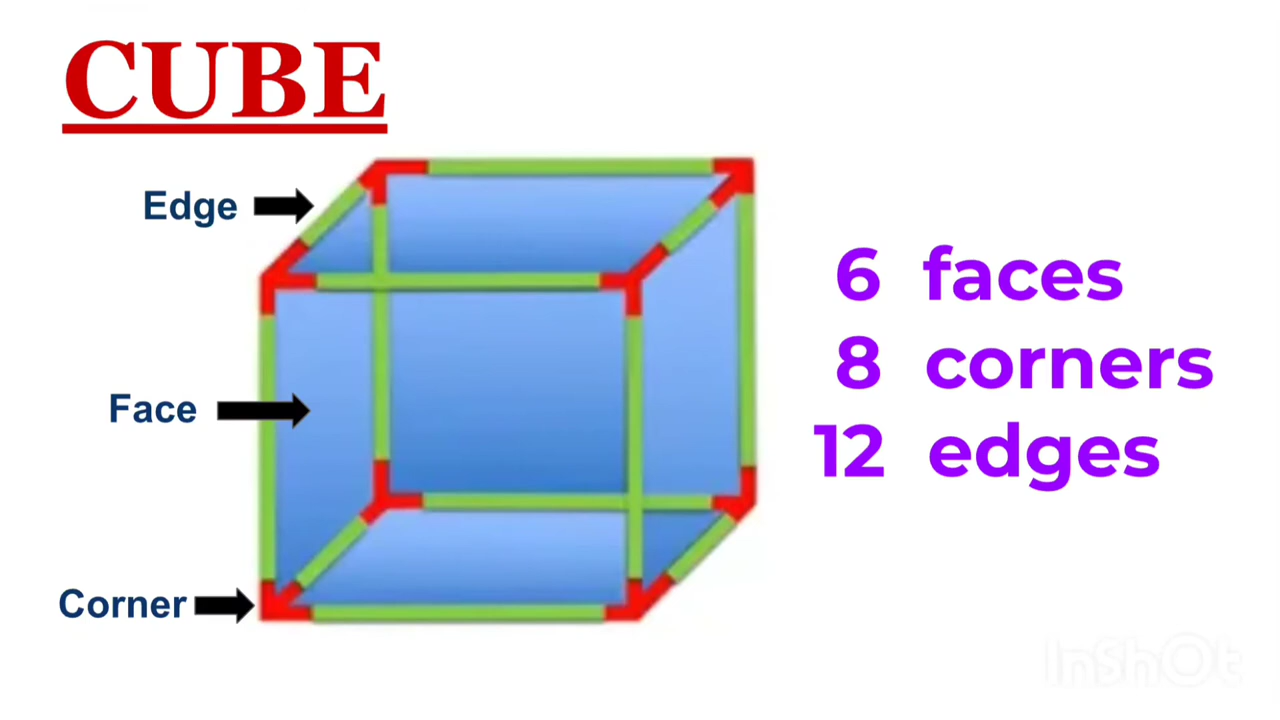 CUBE
Edge
Face
Corner
6 faces
8 corners
12 edges
InShOt